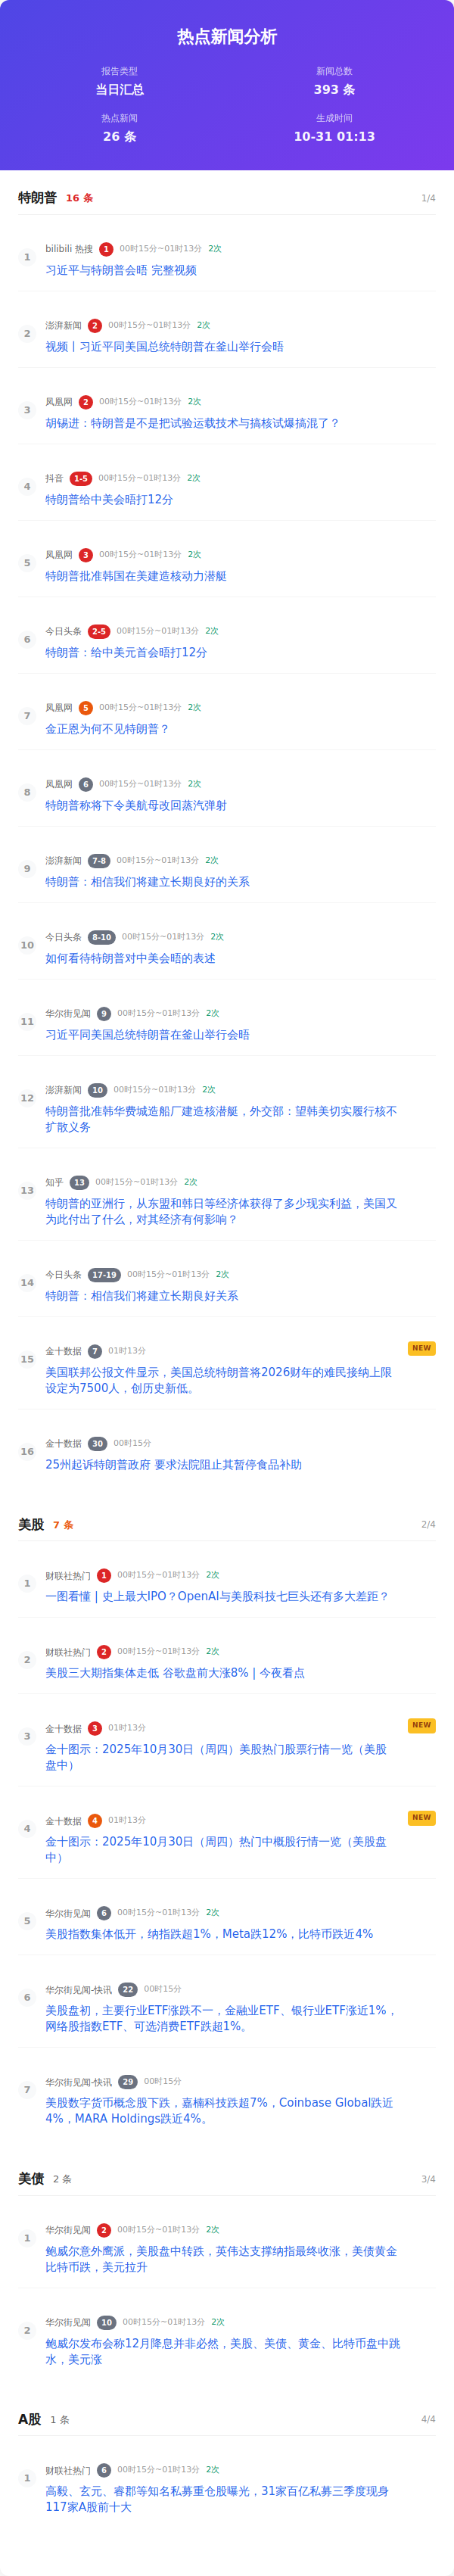 热点新闻分析
报告类型
新闻总数
当日汇总
393 条
热点新闻
生成时间
26 条
10-31 01:13
特朗普 16 条 1/4
1
bilibili 热搜 1 00时15分~01时13分 2次
习近平与特朗普会晤 完整视频
2
澎湃新闻 2 00时15分~01时13分 2次
视频丨习近平同美国总统特朗普在釜山举行会晤
3
凤凰网 2 00时15分~01时13分 2次
胡锡进：特朗普是不是把试验运载技术与搞核试爆搞混了？
4
抖音 1-5 00时15分~01时13分 2次
特朗普给中美会晤打12分
5
凤凰网 3 00时15分~01时13分 2次
特朗普批准韩国在美建造核动力潜艇
6
今日头条 2-5 00时15分~01时13分 2次
特朗普：给中美元首会晤打12分
7
凤凰网 5 00时15分~01时13分 2次
金正恩为何不见特朗普？
8
凤凰网 6 00时15分~01时13分 2次
特朗普称将下令美航母改回蒸汽弹射
9
澎湃新闻 7-8 00时15分~01时13分 2次
特朗普：相信我们将建立长期良好的关系
10
今日头条 8-10 00时15分~01时13分 2次
如何看待特朗普对中美会晤的表述
11
华尔街见闻 9 00时15分~01时13分 2次
习近平同美国总统特朗普在釜山举行会晤
12
澎湃新闻 10 00时15分~01时13分 2次
特朗普批准韩华费城造船厂建造核潜艇，外交部：望韩美切实履行核不
扩散义务
13
知乎 13 00时15分~01时13分 2次
特朗普的亚洲行，从东盟和韩日等经济体获得了多少现实利益，美国又
为此付出了什么，对其经济有何影响？
14
今日头条 17-19 00时15分~01时13分 2次
特朗普：相信我们将建立长期良好关系
15
金十数据 7 01时13分 NEW
美国联邦公报文件显示，美国总统特朗普将2026财年的难民接纳上限
设定为7500人，创历史新低。
16
金十数据 30 00时15分
25州起诉特朗普政府 要求法院阻止其暂停食品补助
美股 7 条 2/4
1
财联社热门 1 00时15分~01时13分 2次
一图看懂 | 史上最大IPO？OpenAI与美股科技七巨头还有多大差距？
2
财联社热门 2 00时15分~01时13分 2次
美股三大期指集体走低 谷歌盘前大涨8% | 今夜看点
3
金十数据 3 01时13分 NEW
金十图示：2025年10月30日（周四）美股热门股票行情一览（美股
盘中）
4
金十数据 4 01时13分 NEW
金十图示：2025年10月30日（周四）热门中概股行情一览（美股盘
中）
5
华尔街见闻 6 00时15分~01时13分 2次
美股指数集体低开，纳指跌超1%，Meta跌12%，比特币跌近4%
6
华尔街见闻-快讯 22 00时15分
美股盘初，主要行业ETF涨跌不一，金融业ETF、银行业ETF涨近1%，
网络股指数ETF、可选消费ETF跌超1%。
7
华尔街见闻-快讯 29 00时15分
美股数字货币概念股下跌，嘉楠科技跌超7%，Coinbase Global跌近
4%，MARA Holdings跌近4%。
美债 2 条 3/4
1
华尔街见闻 2 00时15分~01时13分 2次
鲍威尔意外鹰派，美股盘中转跌，英伟达支撑纳指最终收涨，美债黄金
比特币跌，美元拉升
2
华尔街见闻 10 00时15分~01时13分 2次
鲍威尔发布会称12月降息并非必然，美股、美债、黄金、比特币盘中跳
水，美元涨
A股 1 条 4/4
1
财联社热门 6 00时15分~01时13分 2次
高毅、玄元、睿郡等知名私募重仓股曝光，31家百亿私募三季度现身
117家A股前十大